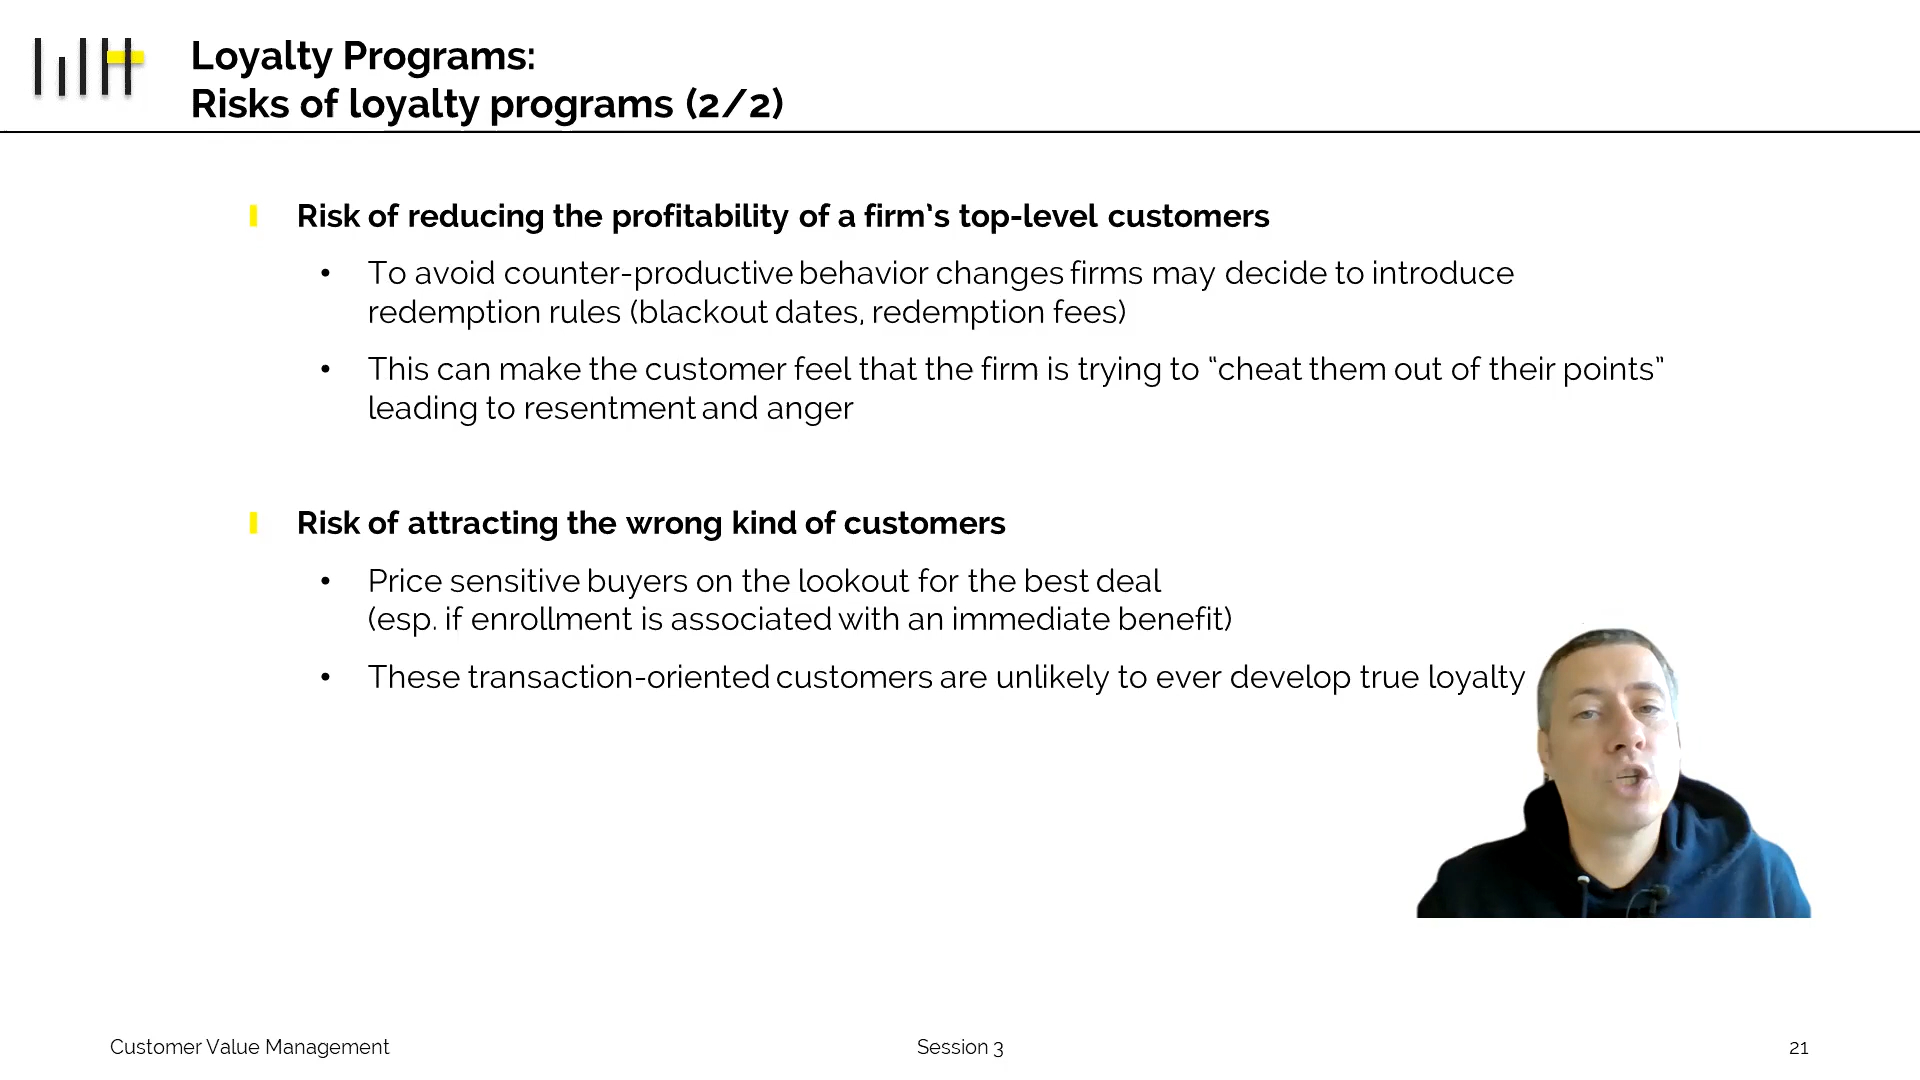 Loyalty Programs:
Risks of loyalty programs (2/2)
Risk of reducing the profitability of a firm's top-level customers
• To avoid counter-productive behavior changes firms may decide to introduce
redemption rules (blackout dates, redemption fees)
• This can make the customer feel that the firm is trying to “cheat them out of their points”
leading to resentment and anger
Risk of attracting the wrong kind of customers
• Price sensitive buyers on the lookout for the best deal
(esp. if enrollment is associated with an immediate benefit)
• These transaction-oriented customers are unlikely to ever develop true loyalty
Customer Value Management
Session 3
21